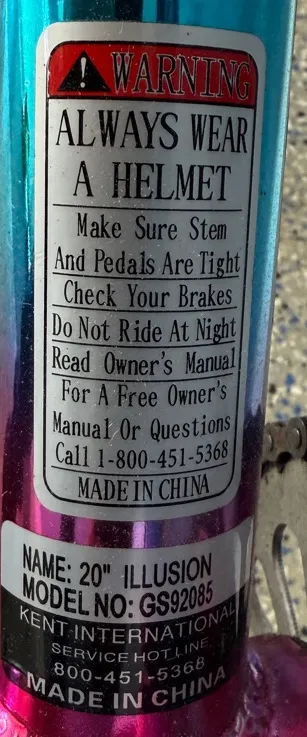 WARNING
ALWAYS WEAR
A HELMET
Make Sure Stem
And Pedals Are Tight
Check Your Brakes
Do Not Ride At Night
Read Owner's Manual
For A Free Owner's
Manual Or Questions
Call 1-800-451-5368
MADE IN CHINA
NAME: 20" ILLUSION
MODEL NO: GS92085
KENT INTERNATIONAL
SERVICE HOTLINE
800-451-5368
MADE IN CHINA